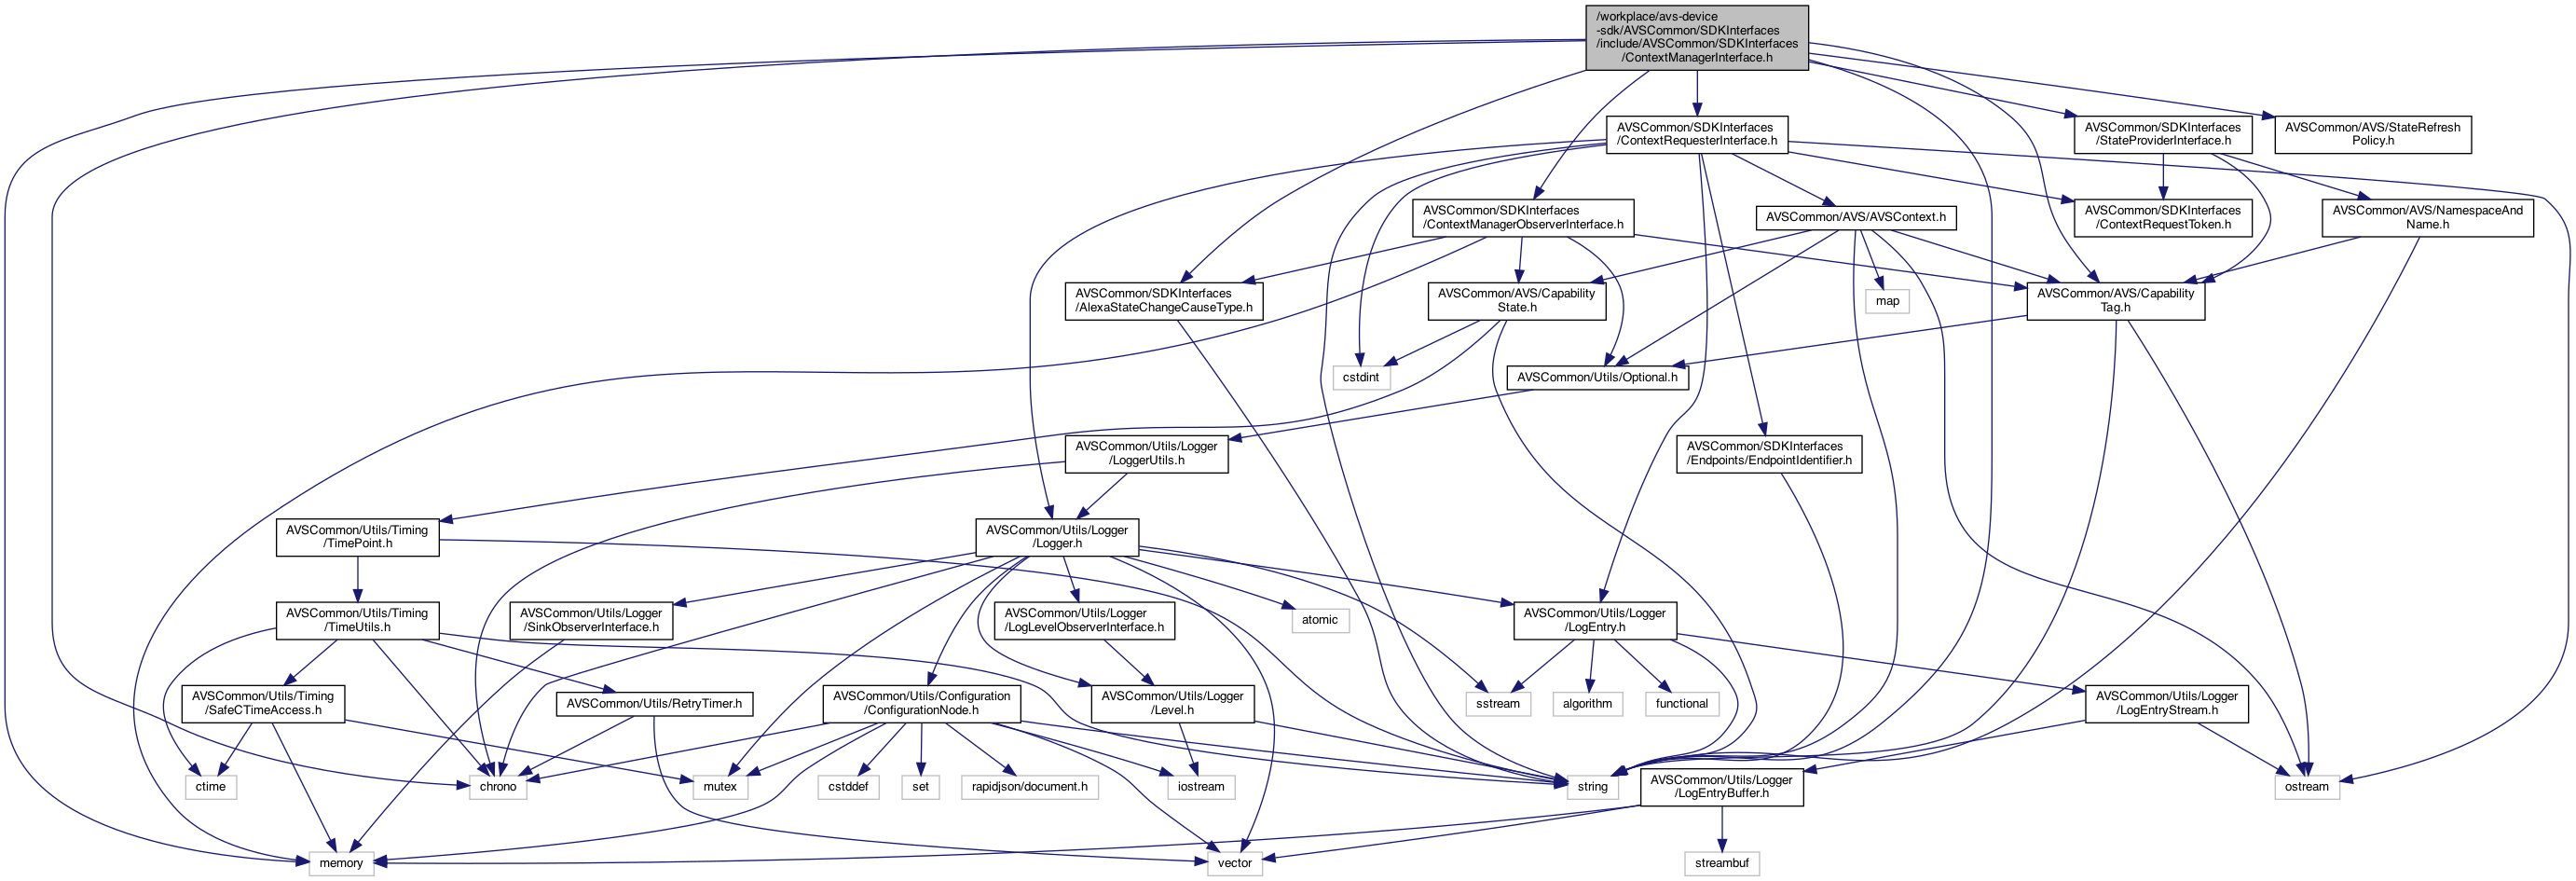 /workplace/avs-device
-sdk/AVSCommon/SDKInterfaces
/include/AVSCommon/SDKInterfaces
/ContextManagerInterface.h
AVSCommon/SDKInterfaces
/ContextRequesterInterface.h
AVSCommon/SDKInterfaces
/StateProviderInterface.h
AVSCommon/AVS/StateRefresh
Policy.h
AVSCommon/SDKInterfaces
/ContextManagerObserverInterface.h
AVSCommon/AVS/AVSContext.h
AVSCommon/SDKInterfaces
/ContextRequestToken.h
AVSCommon/AVS/NamespaceAnd
Name.h
AVSCommon/SDKInterfaces
/AlexaStateChangeCauseType.h
AVSCommon/AVS/Capability
State.h
map
AVSCommon/AVS/Capability
Tag.h
cstdint
AVSCommon/Utils/Optional.h
AVSCommon/Utils/Logger
/LoggerUtils.h
AVSCommon/SDKInterfaces
/Endpoints/EndpointIdentifier.h
AVSCommon/Utils/Timing
/TimePoint.h
AVSCommon/Utils/Logger
/Logger.h
AVSCommon/Utils/Timing
/TimeUtils.h
AVSCommon/Utils/Logger
/SinkObserverInterface.h
AVSCommon/Utils/Logger
/LogLevelObserverInterface.h
atomic
AVSCommon/Utils/Logger
/LogEntry.h
AVSCommon/Utils/Timing
/SafeCTimeAccess.h
AVSCommon/Utils/RetryTimer.h
AVSCommon/Utils/Configuration
/ConfigurationNode.h
AVSCommon/Utils/Logger
/Level.h
sstream
algorithm
functional
AVSCommon/Utils/Logger
/LogEntryStream.h
ctime
chrono
mutex
cstddef
set
rapidjson/document.h
iostream
string
AVSCommon/Utils/Logger
/LogEntryBuffer.h
ostream
memory
vector
streambuf